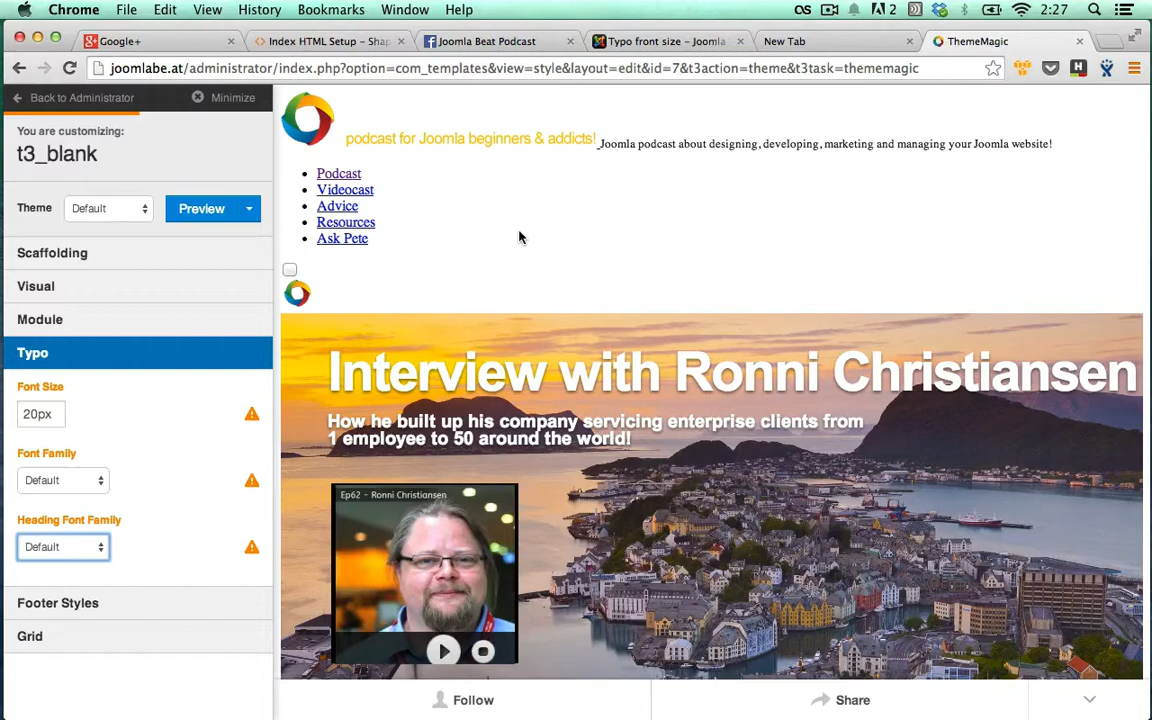 Chrome File Edit View History Bookmarks Window Help 2 2:27
Google+ Index HTML Setup - Shap Joomla Beat Podcast Typo front size - Joomla New Tab ThemeMagic
joomlabe.at/administrator/index.php?option=com_templates&view=style&layout=edit&id=7&t3action=theme&t3task=thememagic
Back to Administrator Minimize
You are customizing:
t3_blank
Theme Default Preview
Scaffolding
Visual
Module
Typo
Font Size
20px
Font Family
Default
Heading Font Family
Default
Footer Styles
Grid
podcast for Joomla beginners & addicts! Joomla podcast about designing, developing, marketing and managing your Joomla website!
Podcast
Videocast
Advice
Resources
Ask Pete
Interview with Ronni Christiansen
How he built up his company servicing enterprise clients from
1 employee to 50 around the world!
Ep62 - Ronni Christiansen
Follow Share